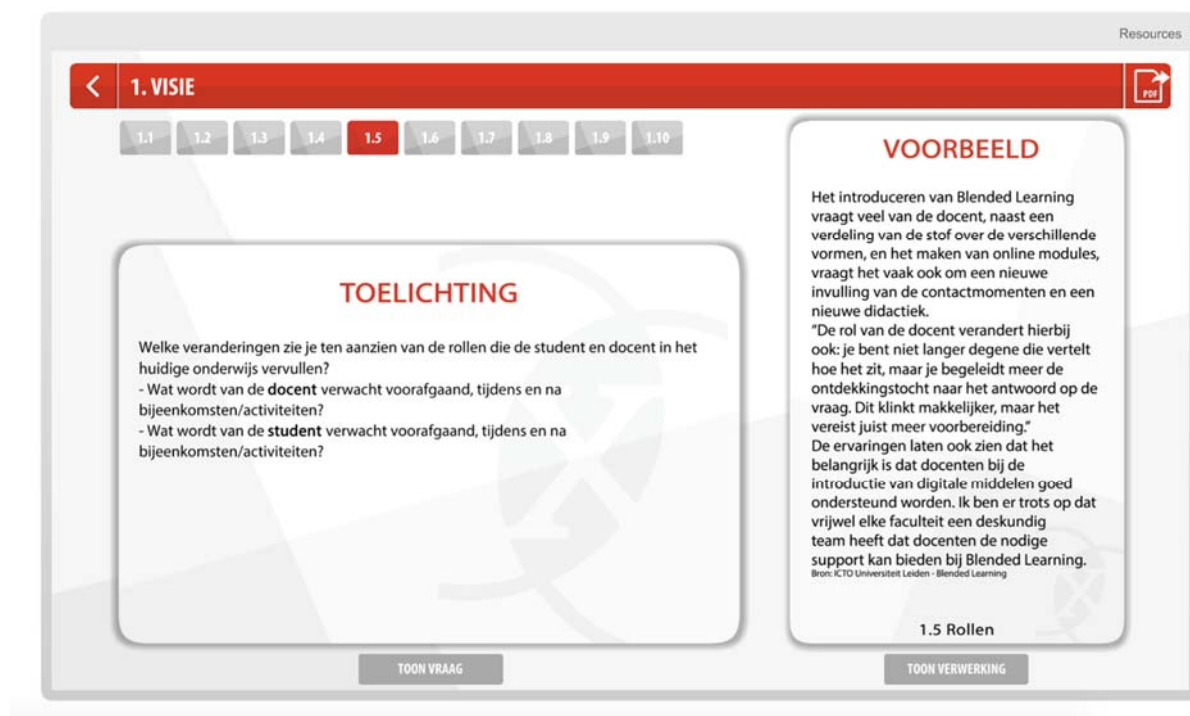 Resources
1. VISIE
PDF
1.1 1.2 1.3 1.4 1.5 1.6 1.7 1.8 1.9 1.10
TOELICHTING
Welke veranderingen zie je ten aanzien van de rollen die de student en docent in het
huidige onderwijs vervullen?
- Wat wordt van de docent verwacht voorafgaand, tijdens en na
bijeenkomsten/activiteiten?
- Wat wordt van de student verwacht voorafgaand, tijdens en na
bijeenkomsten/activiteiten?
TOON VRAAG
VOORBEELD
Het introduceren van Blended Learning
vraagt veel van de docent, naast een
verdeling van de stof over de verschillende
vormen, en het maken van online modules,
vraagt het vaak ook om een nieuwe
invulling van de contactmomenten en een
nieuwe didactiek.
"De rol van de docent verandert hierbij
ook: je bent niet langer degene die vertelt
hoe het zit, maar je begeleidt meer de
ontdekkingstocht naar het antwoord op de
vraag. Dit klinkt makkelijker, maar het
vereist juist meer voorbereiding."
De ervaringen laten ook zien dat het
belangrijk is dat docenten bij de
introductie van digitale middelen goed
ondersteund worden. Ik ben er trots op dat
vrijwel elke faculteit een deskundig
team heeft dat docenten de nodige
support kan bieden bij Blended Learning.
Bron: ICTO Universiteit Leiden - Blended Learning
1.5 Rollen
TOON VERWERKING